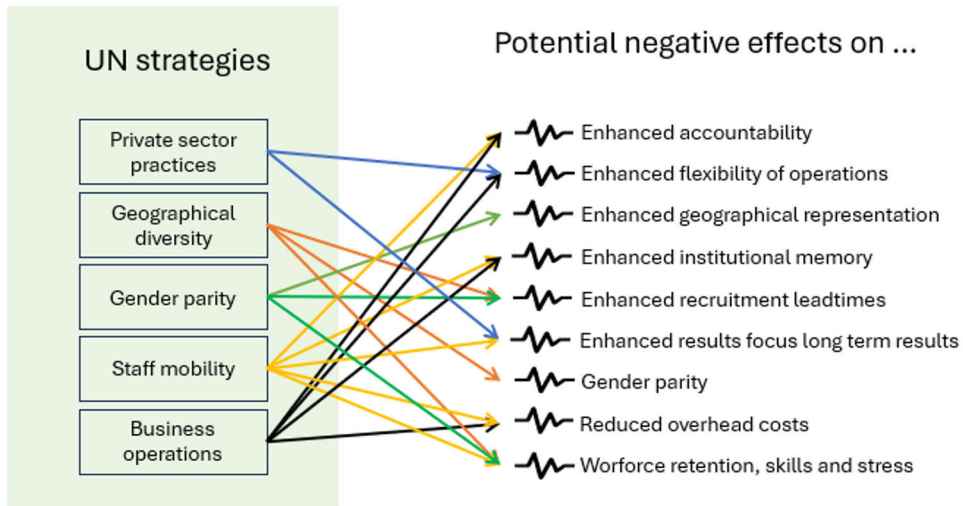 UN strategies
Potential negative effects on ...
Private sector
practices
Geographical
diversity
Gender parity
Staff mobility
Business
operations
Enhanced accountability
Enhanced flexibility of operations
Enhanced geographical representation
Enhanced institutional memory
Enhanced recruitment leadtimes
Enhanced results focus long term results
Gender parity
Reduced overhead costs
Worforce retention, skills and stress